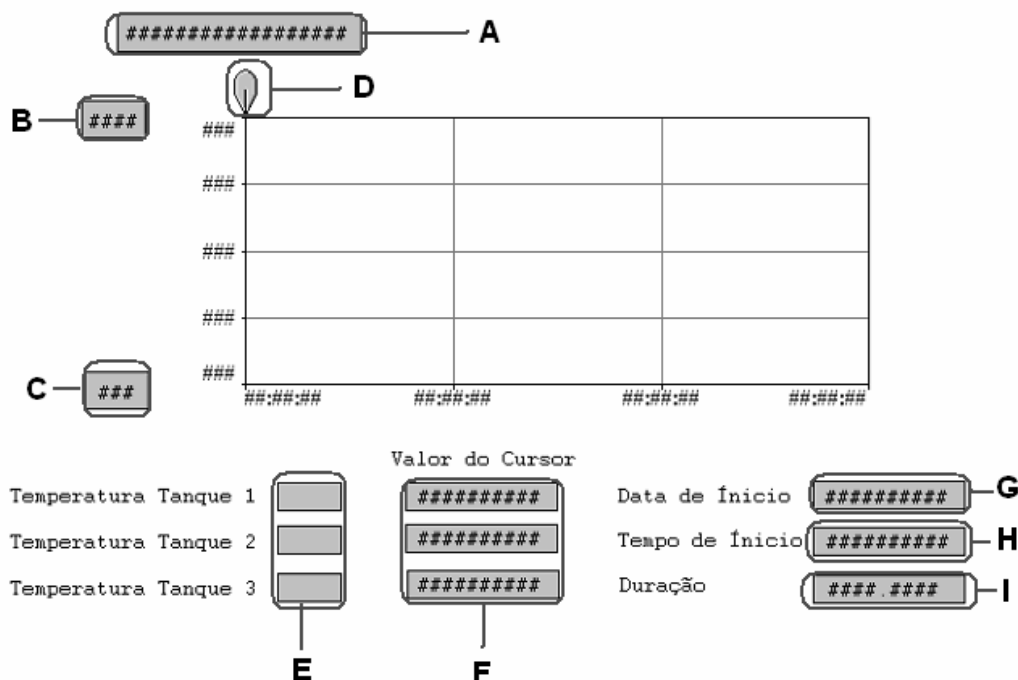 ################## A
D
B ####
###
###
###
###
###
C ###
##:##:## ##:##:## ##:##:## ##:##:##
Valor do Cursor
Temperatura Tanque 1 ########## Data de Ínicio ########## G
Temperatura Tanque 2 ########## Tempo de Ínicio ########## H
Temperatura Tanque 3 ########## Duração ####.#### I
E F